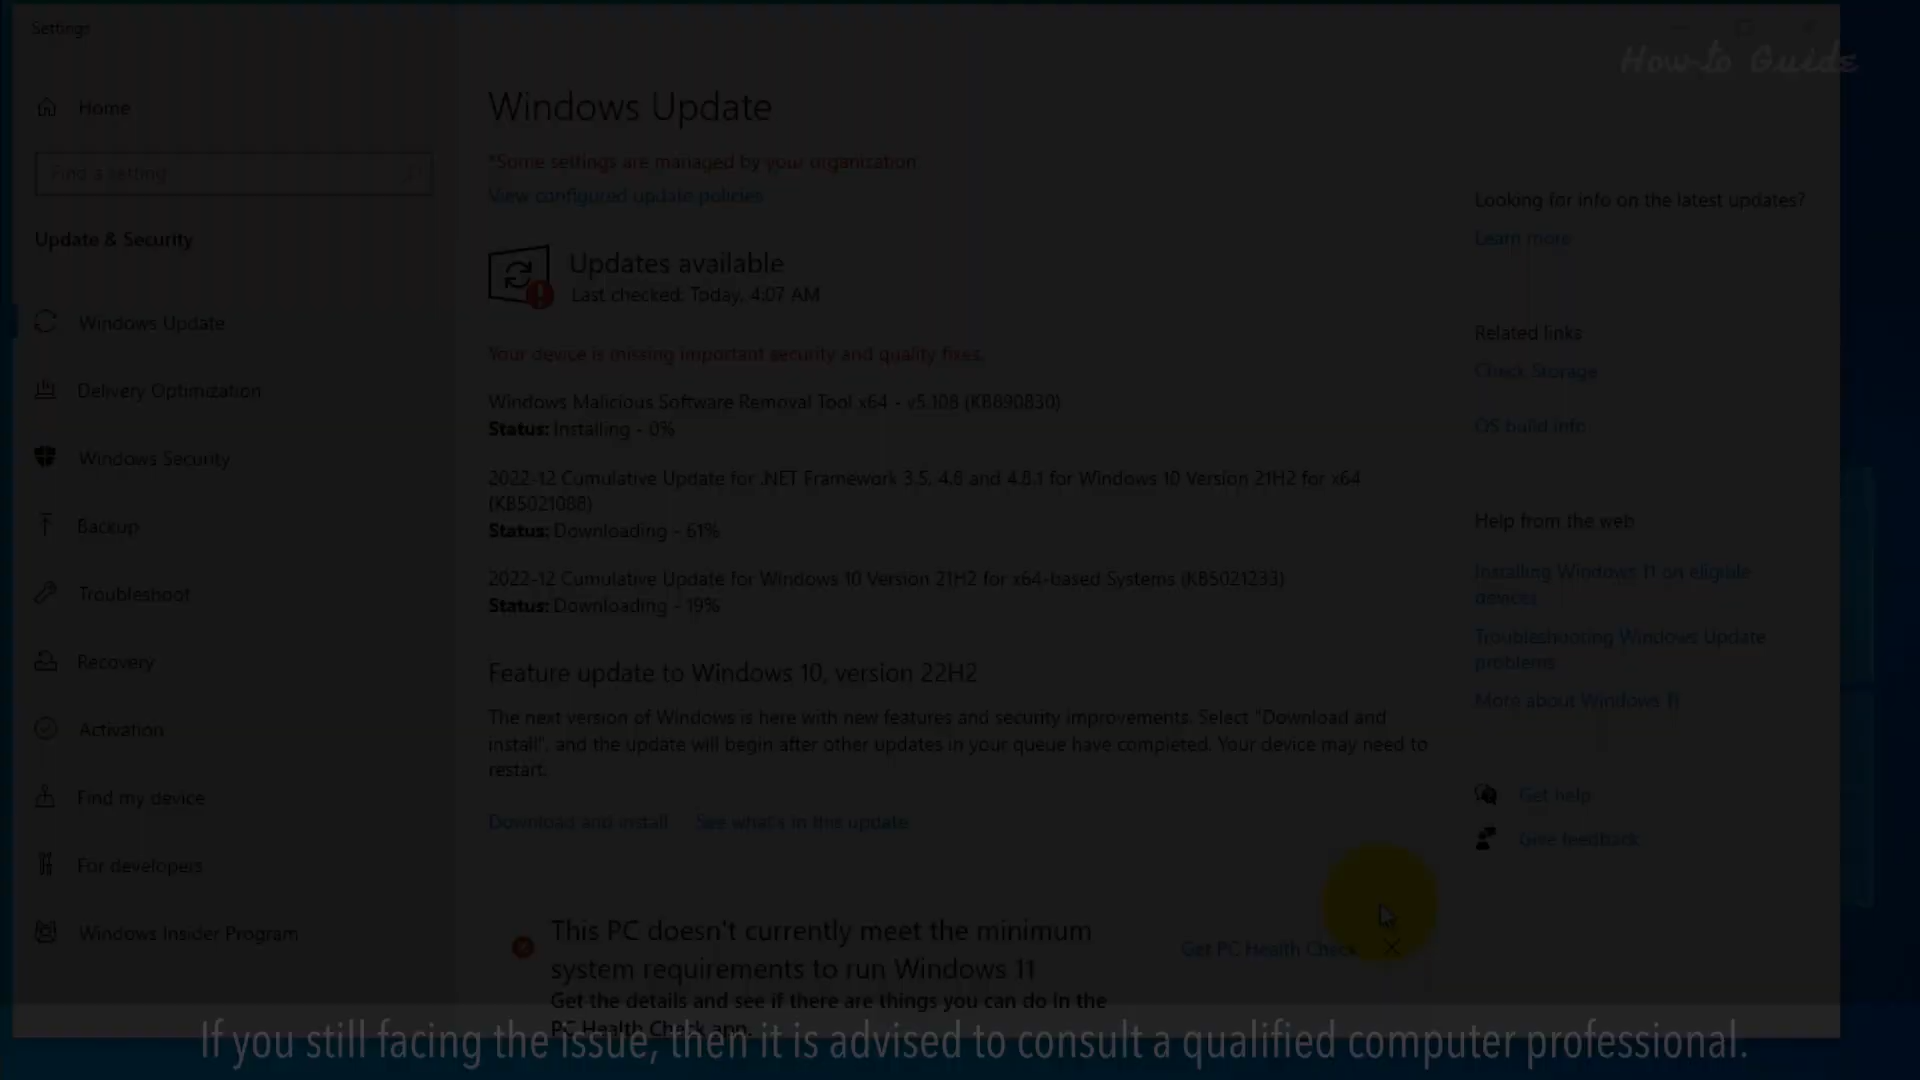 Settings
How-to Guide
Home
Find a setting
Update & Security
Windows Update
Delivery Optimization
Windows Security
Backup
Troubleshoot
Recovery
Activation
Find my device
For developers
Windows Insider Program
Windows Update
*Some settings are managed by your organization
View configured update policies
Updates available
Last checked: Today, 4:07 AM
Your device is missing important security and quality fixes.
Windows Malicious Software Removal Tool x64 - v5.108 (KB890830)
Status: Installing - 0%
2022-12 Cumulative Update for .NET Framework 3.5, 4.8 and 4.8.1 for Windows 10 Version 21H2 for x64
(KB5021088)
Status: Downloading - 61%
2022-12 Cumulative Update for Windows 10 Version 21H2 for x64-based Systems (KB5021233)
Status: Downloading - 19%
Feature update to Windows 10, version 22H2
The next version of Windows is here with new features and security improvements. Select "Download and
install", and the update will begin after other updates in your queue have completed. Your device may need to
restart.
Download and install See what's in this update
This PC doesn't currently meet the minimum
system requirements to run Windows 11
Get the details and see if there are things you can do in the
PC Health Check app.
Get PC Health Check
Looking for info on the latest updates?
Learn more
Related links
Check Storage
OS build info
Help from the web
Installing Windows 11 on eligible
devices
Troubleshooting Windows Update
problems
More about Windows 11
Get help
Give feedback
If you still facing the issue, then it is advised to consult a qualified computer professional.